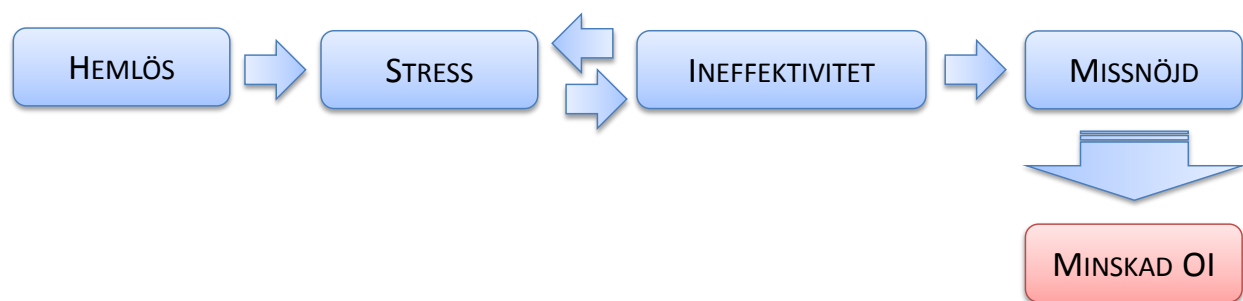 HEMLÖS
STRESS
INEFFEKTIVITET
MISSNÖJD
MINSKAD OI